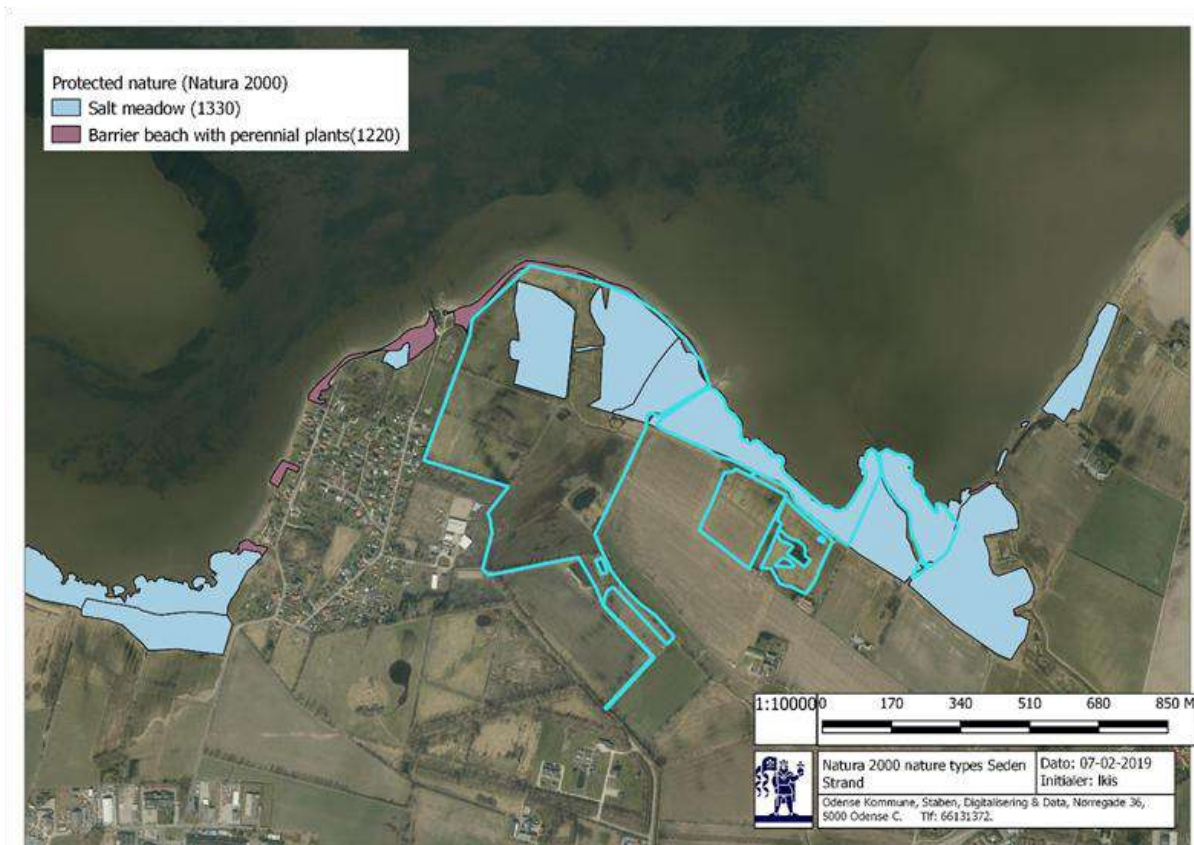 Protected nature (Natura 2000)
Salt meadow (1330)
Barrier beach with perennial plants(1220)
1:10000
0 170 340 510 680 850 M
Natura 2000 nature types Seden
Strand
Dato: 07-02-2019
Initialer: lkis
Odense Kommune, Staben, Digitalisering & Data, Nørregade 36,
5000 Odense C. Tlf: 66131372.